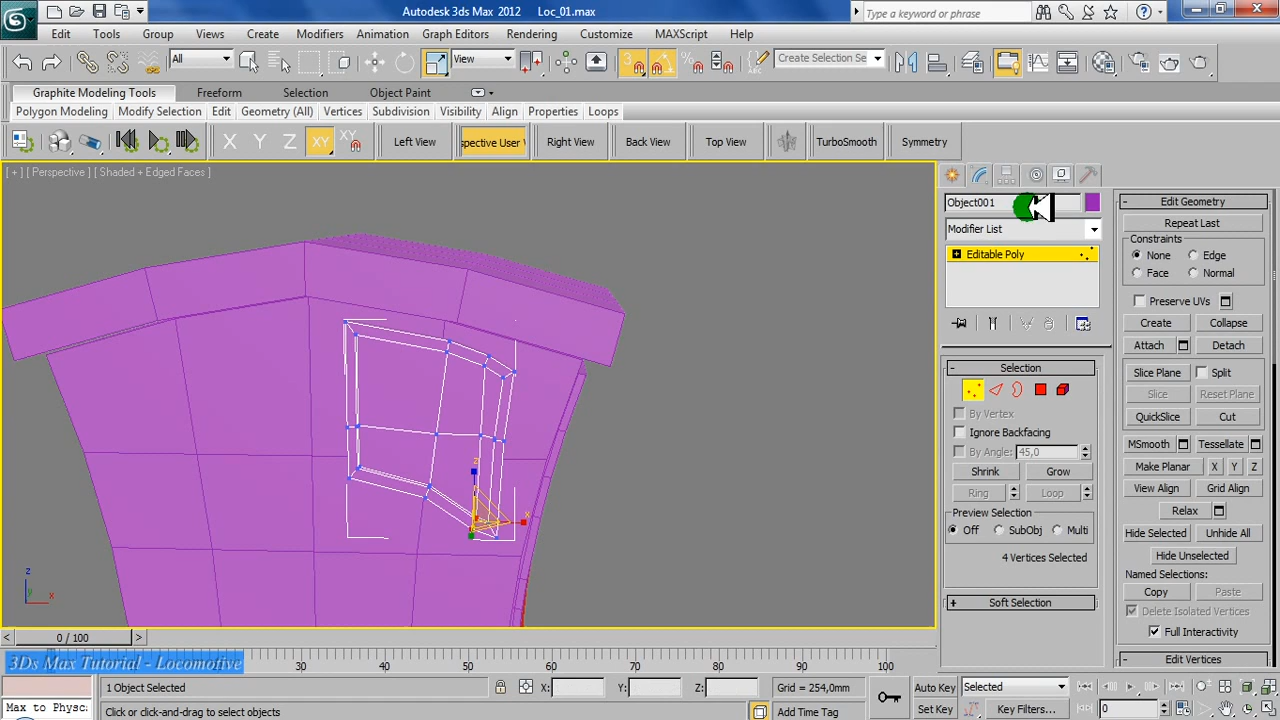 Autodesk 3ds Max 2012 Loc_01.max
Type a keyword or phrase
Edit Tools Group Views Create Modifiers Animation Graph Editors Rendering Customize MAXScript Help
All View 3 Create Selection Se
Graphite Modeling Tools Freeform Selection Object Paint
Polygon Modeling Modify Selection Edit Geometry (All) Vertices Subdivision Visibility Align Properties Loops
X Y Z XY XY Left View spective User Right View Back View Top View TurboSmooth Symmetry
[ + ] [ Perspective ] [ Shaded + Edged Faces ]
Object001
Modifier List
Editable Poly
- Selection
By Vertex
Ignore Backfacing
By Angle: 45,0
Shrink Grow
Ring Loop
Preview Selection
Off SubObj Multi
4 Vertices Selected
+ Soft Selection
- Edit Geometry
Repeat Last
Constraints
None Edge
Face Normal
Preserve UVs
Create Collapse
Attach Detach
Slice Plane Split
Slice Reset Plane
QuickSlice Cut
MSmooth Tessellate
Make Planar X Y Z
View Align Grid Align
Relax
Hide Selected Unhide All
Hide Unselected
Named Selections:
Copy Paste
Delete Isolated Vertices
Full Interactivity
- Edit Vertices
z
x
z
y
x
< 0 / 100 >
3Ds Max Tutorial - Locomotive
30 40 50 60 70 80 90 100
1 Object Selected X: Y: Z: Grid = 254,0mm Auto Key Selected
Max to Physc Click or click-and-drag to select objects Add Time Tag Set Key Key Filters... 0